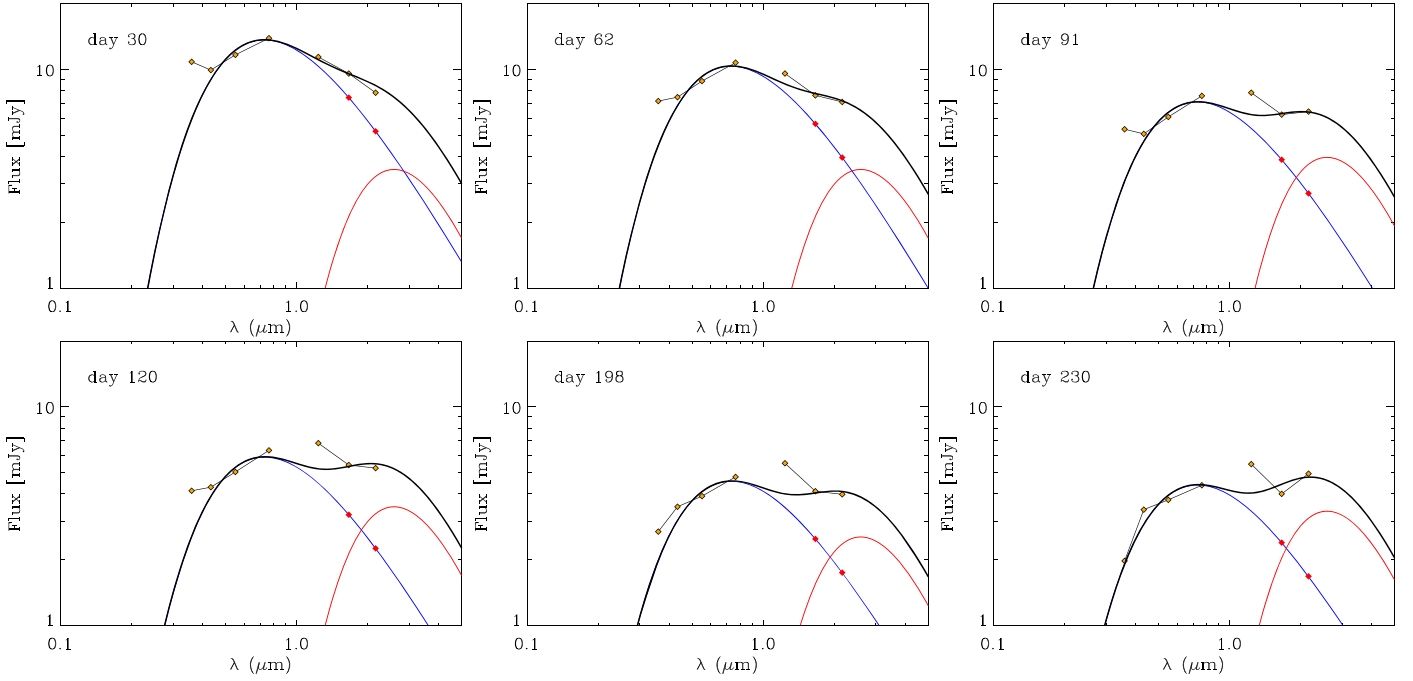 day 30
10
1
Flux [mJy]
0.1
1.0
λ (μm)
day 62
10
1
Flux [mJy]
0.1
1.0
λ (μm)
day 91
10
1
Flux [mJy]
0.1
1.0
λ (μm)
day 120
10
1
Flux [mJy]
0.1
1.0
λ (μm)
day 198
10
1
Flux [mJy]
0.1
1.0
λ (μm)
day 230
10
1
Flux [mJy]
0.1
1.0
λ (μm)